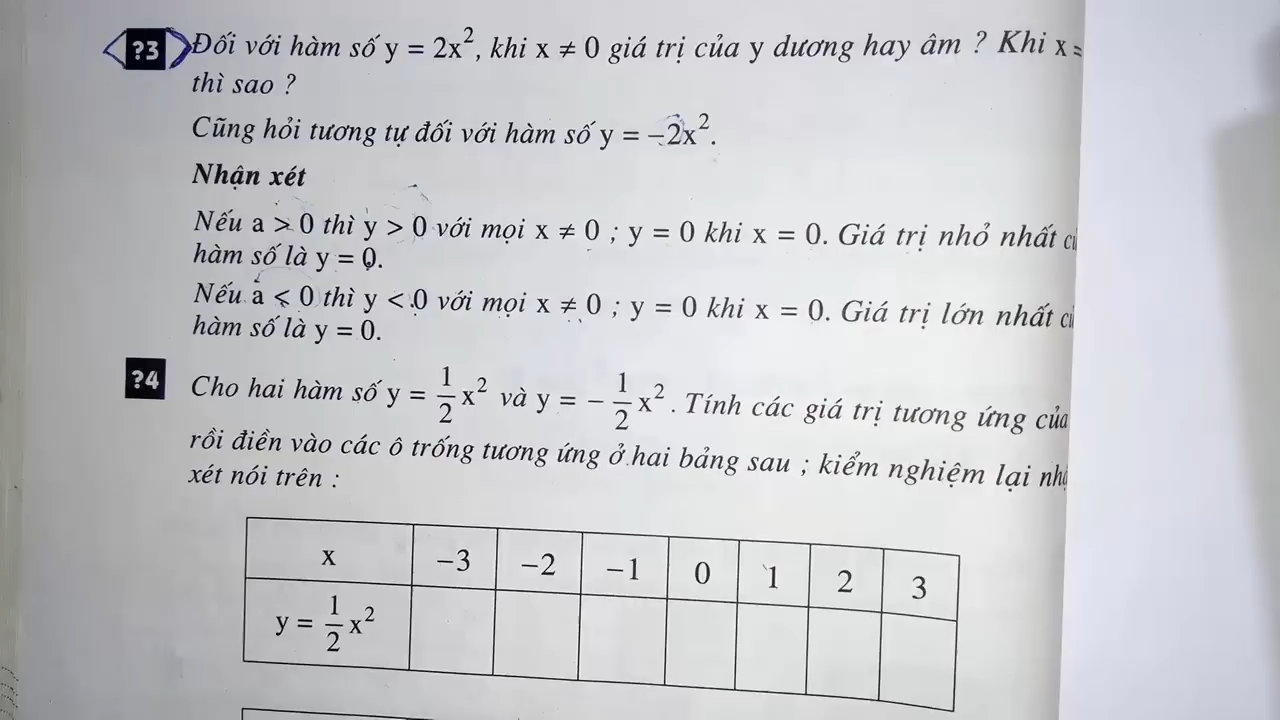 ?3 Đối với hàm số y = 2x², khi x ≠ 0 giá trị của y dương hay âm ? Khi x =
thì sao ?
Cũng hỏi tương tự đối với hàm số y = –2x².
Nhận xét
Nếu a > 0 thì y > 0 với mọi x ≠ 0 ; y = 0 khi x = 0. Giá trị nhỏ nhất
hàm số là y = 0.
Nếu a < 0 thì y < 0 với mọi x ≠ 0 ; y = 0 khi x = 0. Giá trị lớn nhất
hàm số là y = 0.
?4 Cho hai hàm số y = 1/2 x² và y = – 1/2 x². Tính các giá trị tương ứng của
rồi điền vào các ô trống tương ứng ở hai bảng sau ; kiểm nghiệm lại
xét nói trên :
x –3 –2 –1 0 1 2 3
y = 1/2 x²